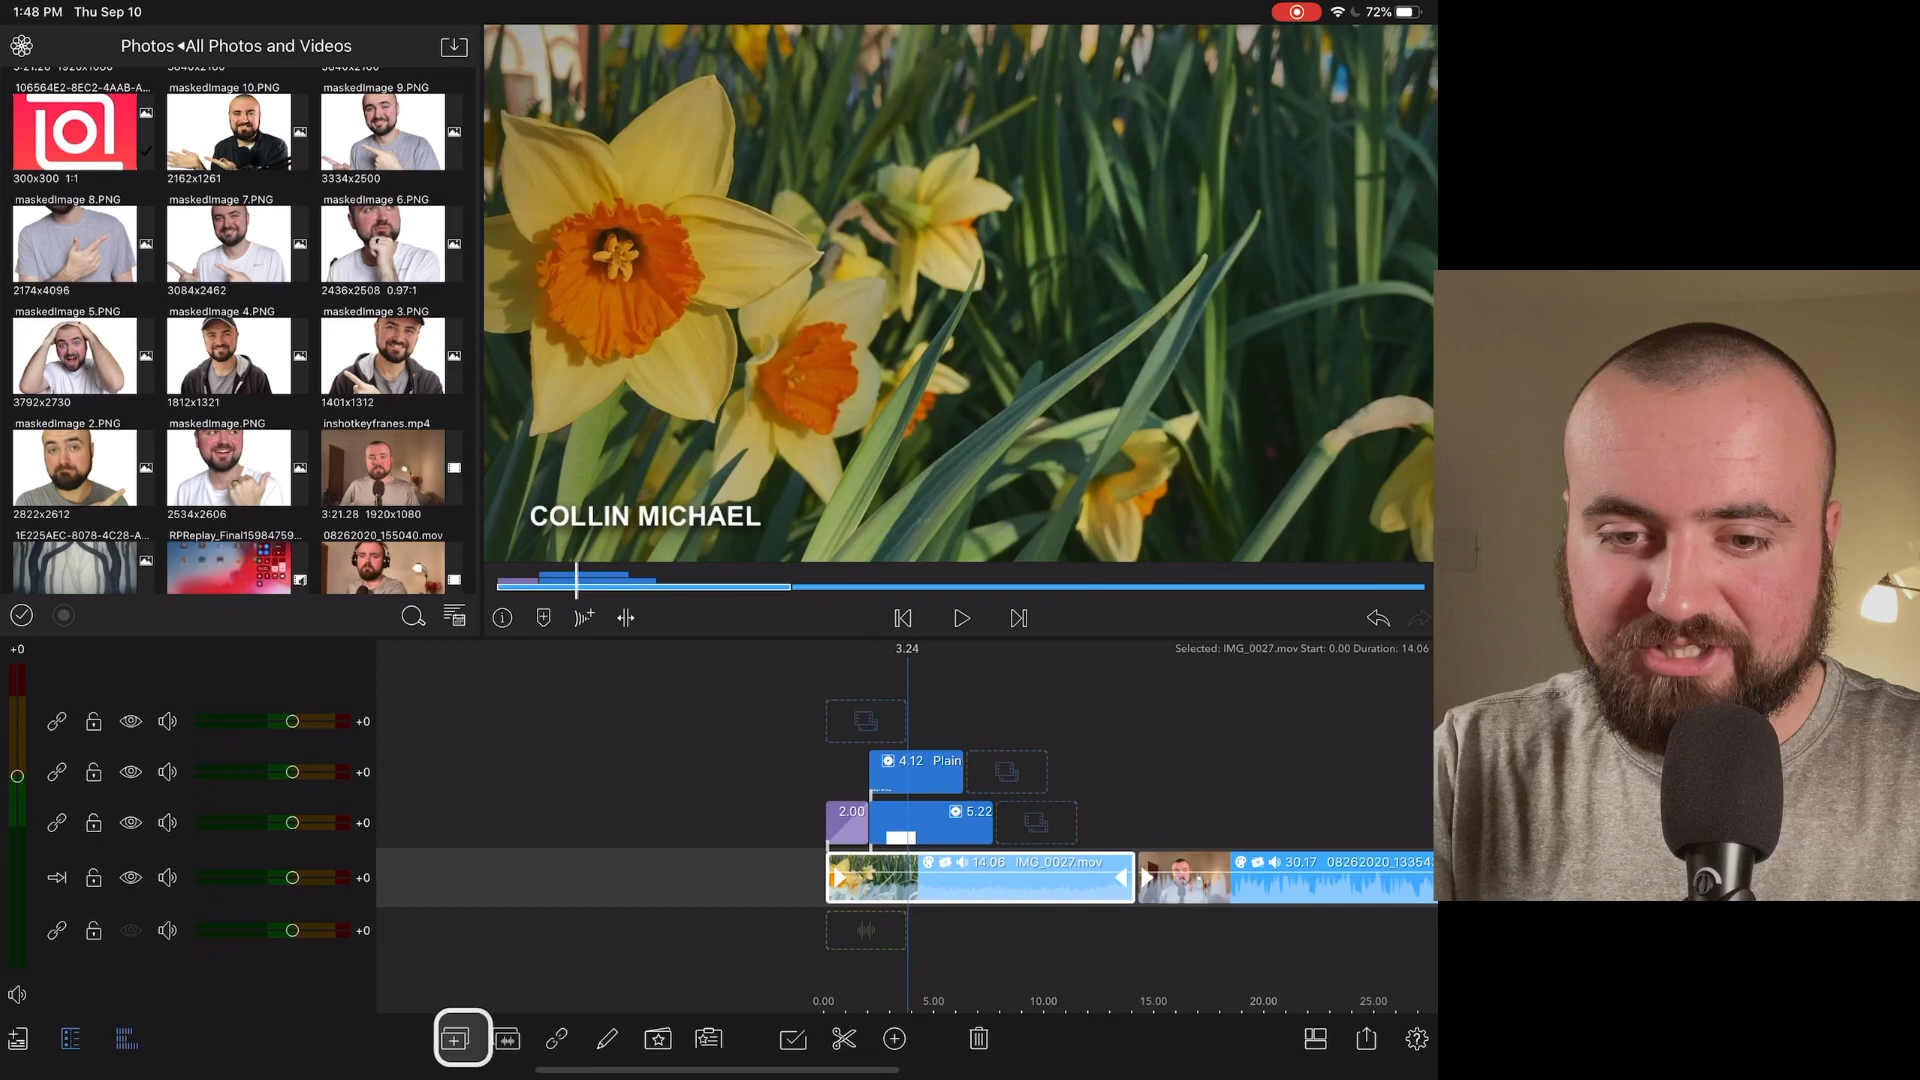 1:48 PM Thu Sep 10
72%
Photos◂All Photos and Videos
3:21.28 1920x1080
3840x2160
3840x2160
106564E2-8EC2-4AAB-A...
maskedImage 10.PNG
maskedImage 9.PNG
300x300 1:1
2162x1261
3334x2500
maskedImage 8.PNG
maskedImage 7.PNG
maskedImage 6.PNG
2174x4096
3084x2462
2436x2508 0.97:1
maskedImage 5.PNG
maskedImage 4.PNG
maskedImage 3.PNG
3792x2730
1812x1321
1401x1312
maskedImage 2.PNG
maskedImage.PNG
inshotkeyfranes.mp4
2822x2612
2534x2606
3:21.28 1920x1080
1E225AEC-8078-4C28-A...
RPReplay_Final15984759...
08262020_155040.mov
COLLIN MICHAEL
+0
3.24
Selected: IMG_0027.mov Start: 0.00 Duration: 14.06
+0
+0
4.12 Plain
+0
2.00
5.22
+0
14.06 IMG_0027.mov
30.17 08262020_13354
+0
0.00
5.00
10.00
15.00
20.00
25.00